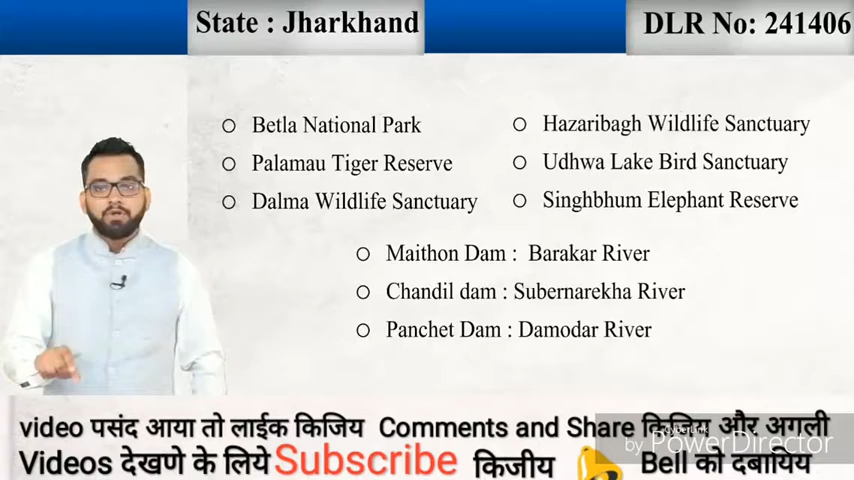 State : Jharkhand
DLR No: 241406
Betla National Park
Hazaribagh Wildlife Sanctuary
Palamau Tiger Reserve
Udhwa Lake Bird Sanctuary
Dalma Wildlife Sanctuary
Singhbhum Elephant Reserve
Maithon Dam : Barakar River
Chandil dam : Subernarekha River
Panchet Dam : Damodar River
video पसंद आया तो लाईक किजिय Comments and Share किजिय और अगली
Videos देखणे के लिये Subscribe किजीय Bell को दबायिय
CyberLink
by PowerDirector